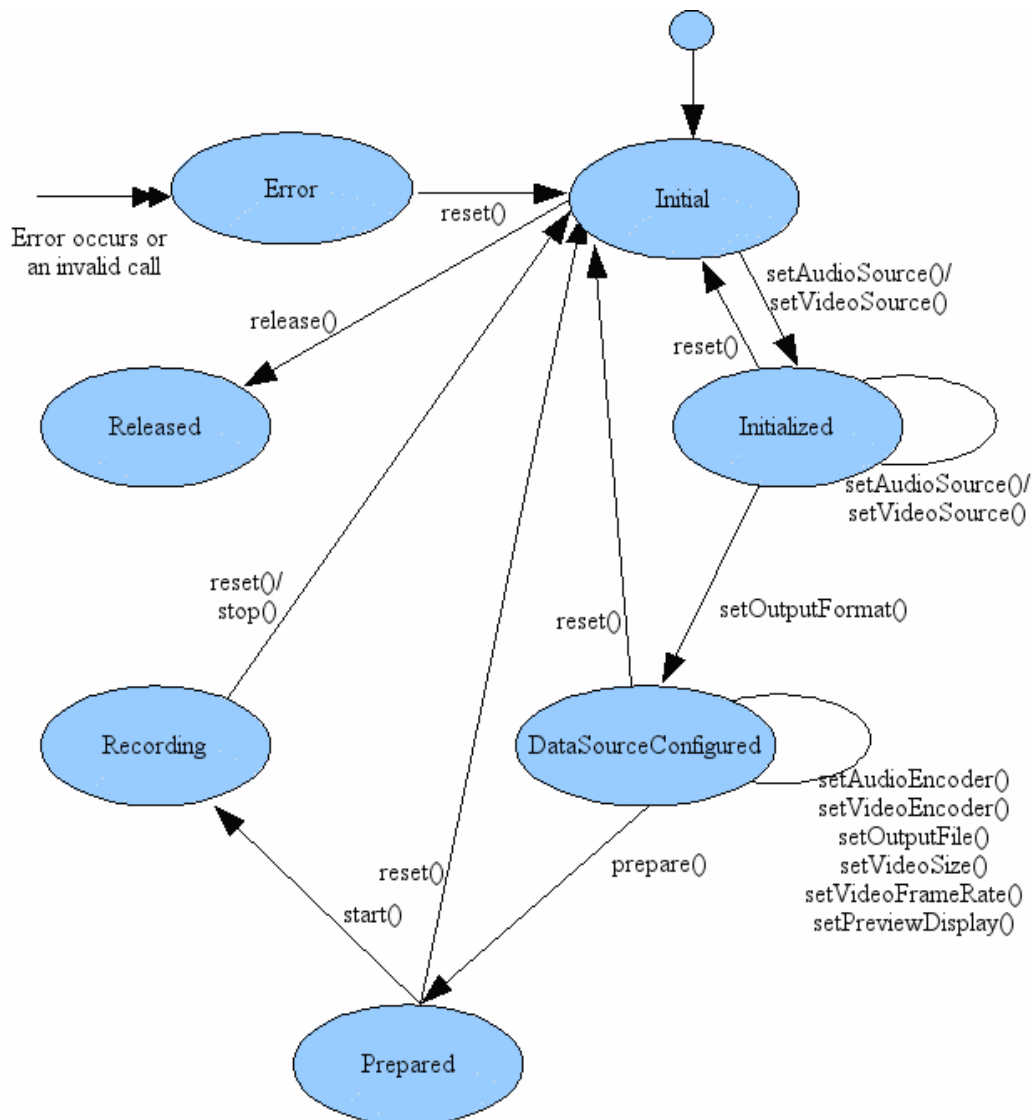 Error
Initial
reset()
Error occurs or
an invalid call
setAudioSource()/
setVideoSource()
release()
reset()
Released
Initialized
setAudioSource()/
setVideoSource()
reset()/
stop()
reset()
setOutputFormat()
Recording
DataSourceConfigured
setAudioEncoder()
setVideoEncoder()
setOutputFile()
setVideoSize()
setVideoFrameRate()
setPreviewDisplay()
reset()
prepare()
start()
Prepared